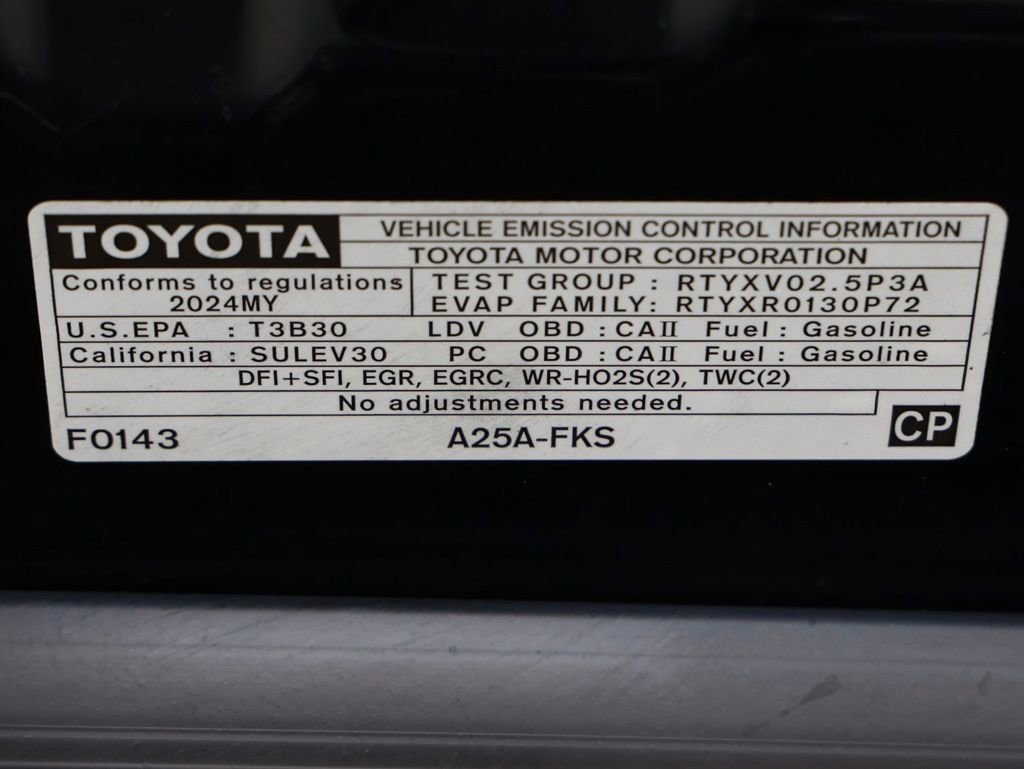 TOYOTA
VEHICLE EMISSION CONTROL INFORMATION
TOYOTA MOTOR CORPORATION
Conforms to regulations
2024MY
TEST GROUP : RTYXV02.5P3A
EVAP FAMILY: RTYXR0130P72
U.S.EPA : T3B30 LDV OBD : CAII Fuel : Gasoline
California : SULEV30 PC OBD : CAII Fuel : Gasoline
DFI+SFI, EGR, EGRC, WR-HO2S(2), TWC(2)
No adjustments needed.
F0143 A25A-FKS CP